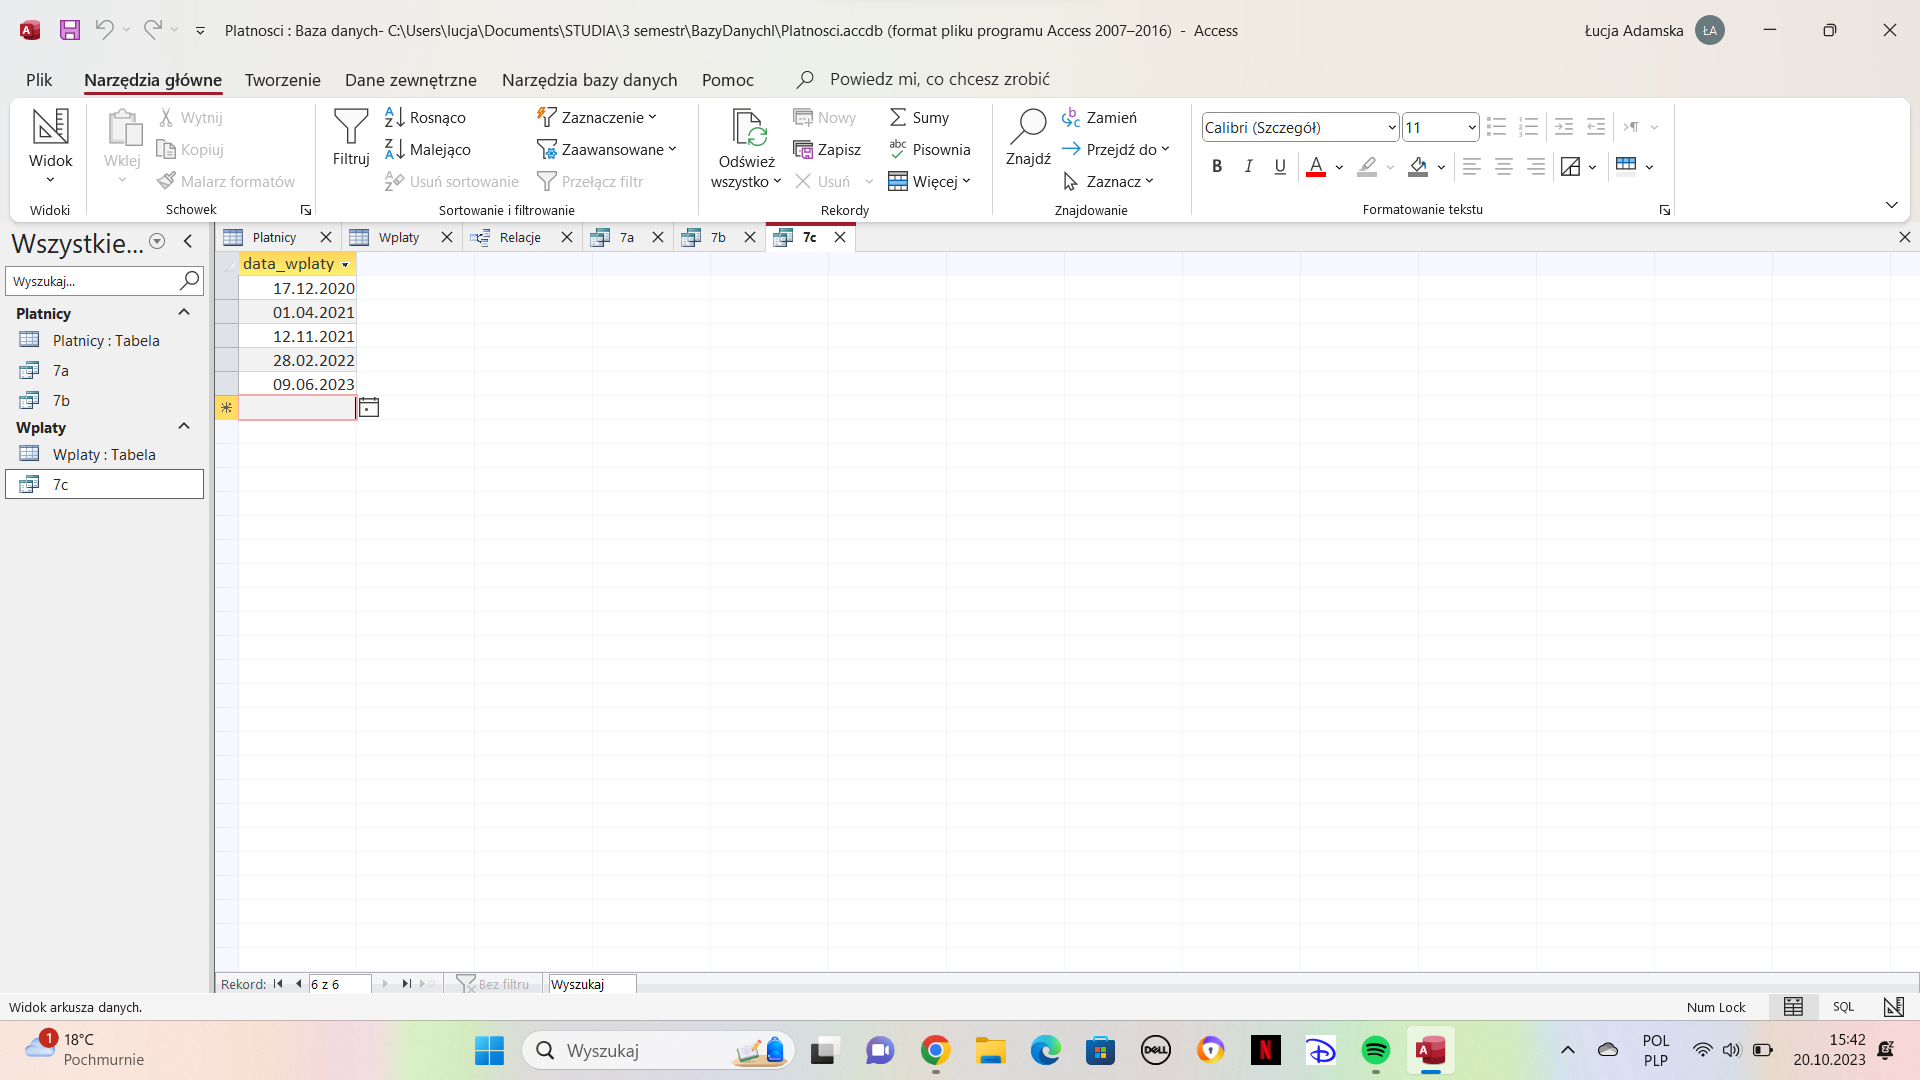 Platnosci : Baza danych- C:\Users\lucja\Documents\STUDIA\3 semestr\BazyDanychI\Platnosci.accdb (format pliku programu Access 2007–2016) - Access
Łucja Adamska
ŁA
Plik
Narzędzia główne
Tworzenie
Dane zewnętrzne
Narzędzia bazy danych
Pomoc
Powiedz mi, co chcesz zrobić
Widok
Widoki
Wklej
Wytnij
Kopiuj
Malarz formatów
Schowek
Filtruj
Rosnąco
Malejąco
Usuń sortowanie
Zaznaczenie
Zaawansowane
Przełącz filtr
Sortowanie i filtrowanie
Odśwież
wszystko
Nowy
Zapisz
Usuń
Sumy
Pisownia
Więcej
Rekordy
Znajdź
Zamień
Przejdź do
Zaznacz
Znajdowanie
Calibri (Szczegół)
11
B I U
Formatowanie tekstu
Wszystkie...
Wyszukaj...
Platnicy
Platnicy : Tabela
7a
7b
Wplaty
Wplaty : Tabela
7c
Platnicy
Wplaty
Relacje
7a
7b
7c
data_wplaty
17.12.2020
01.04.2021
12.11.2021
28.02.2022
09.06.2023
Rekord:
6 z 6
Bez filtru
Wyszukaj
Widok arkusza danych.
Num Lock
SQL
1
18°C
Pochmurnie
Wyszukaj
DELL
N
POL
PLP
15:42
20.10.2023